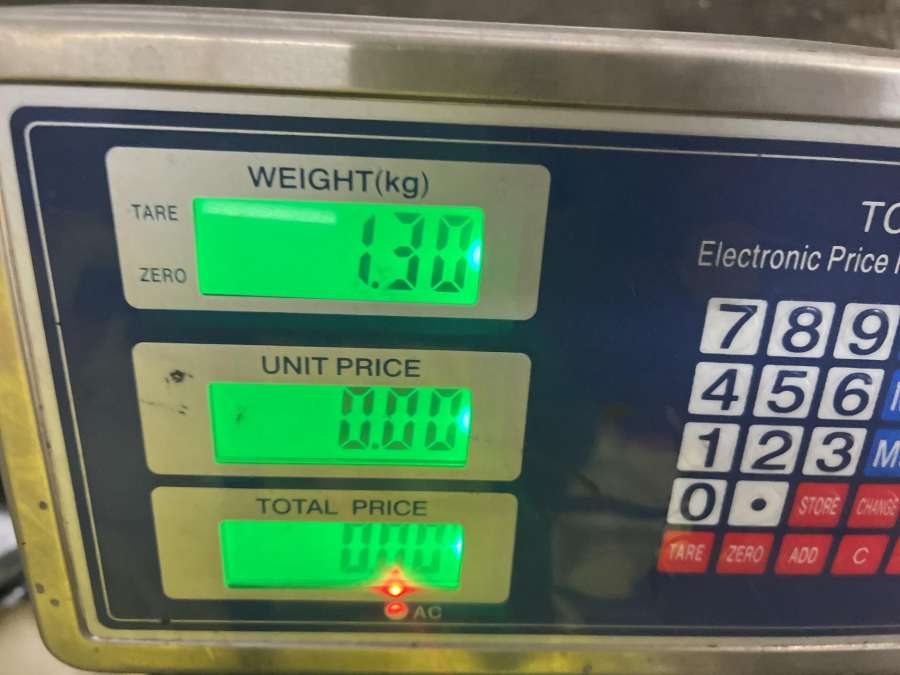 WEIGHT(kg)
TARE
1.30
ZERO
UNIT PRICE
0.00
TOTAL PRICE
0.00
AC
Electronic Price
7 8 9
4 5 6
1 2 3 M
0 . STORE CHANGE
TARE ZERO ADD C